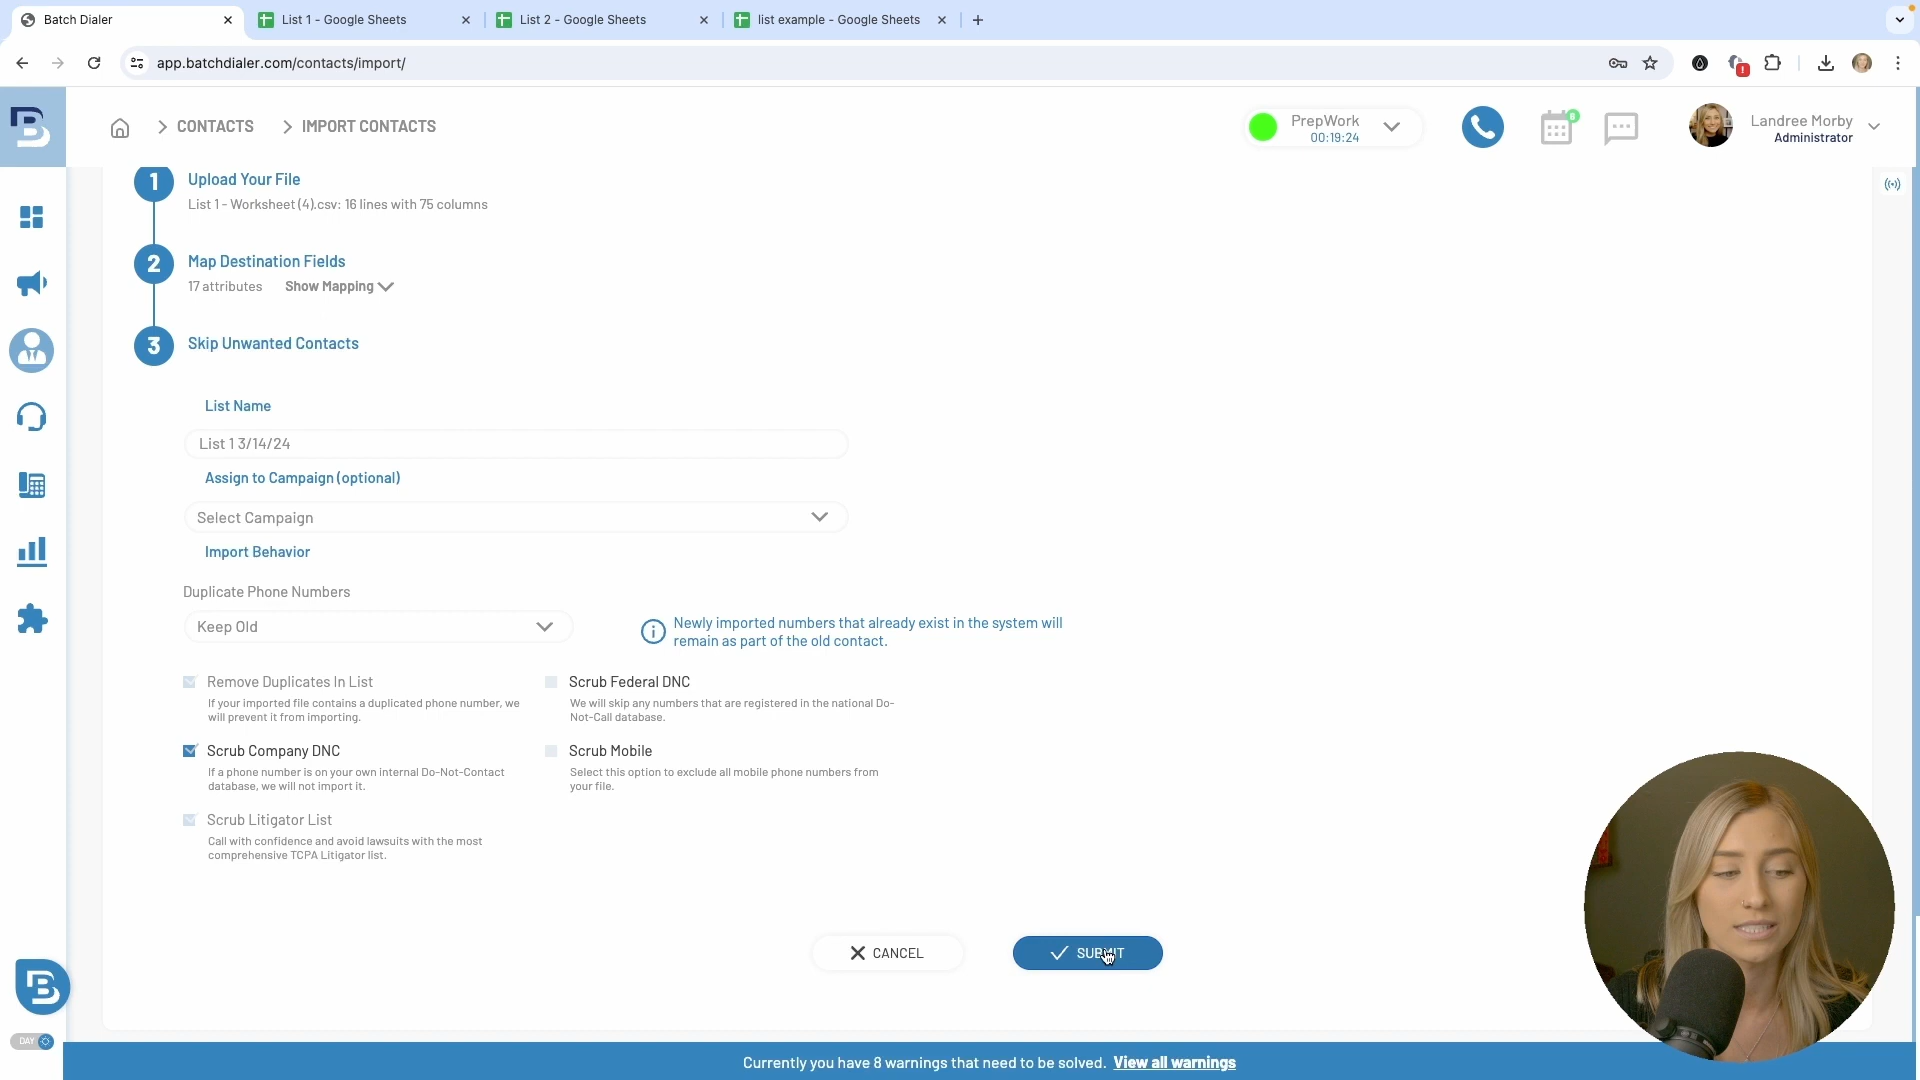 Batch Dialer
List 1 - Google Sheets
List 2 - Google Sheets
list example - Google Sheets
app.batchdialer.com/contacts/import/
CONTACTS
IMPORT CONTACTS
PrepWork
00:19:24
8
Landree Morby
Administrator
1
Upload Your File
List 1 - Worksheet (4).csv: 16 lines with 75 columns
2
Map Destination Fields
17 attributes
Show Mapping
3
Skip Unwanted Contacts
List Name
List 1 3/14/24
Assign to Campaign (optional)
Select Campaign
Import Behavior
Duplicate Phone Numbers
Keep Old
Newly imported numbers that already exist in the system will
remain as part of the old contact.
Remove Duplicates In List
If your imported file contains a duplicated phone number, we
will prevent it from importing.
Scrub Federal DNC
We will skip any numbers that are registered in the national Do-
Not-Call database.
Scrub Company DNC
If a phone number is on your own internal Do-Not-Contact
database, we will not import it.
Scrub Mobile
Select this option to exclude all mobile phone numbers from
your file.
Scrub Litigator List
Call with confidence and avoid lawsuits with the most
comprehensive TCPA Litigator list.
CANCEL
SUBMIT
DAY
Currently you have 8 warnings that need to be solved. View all warnings